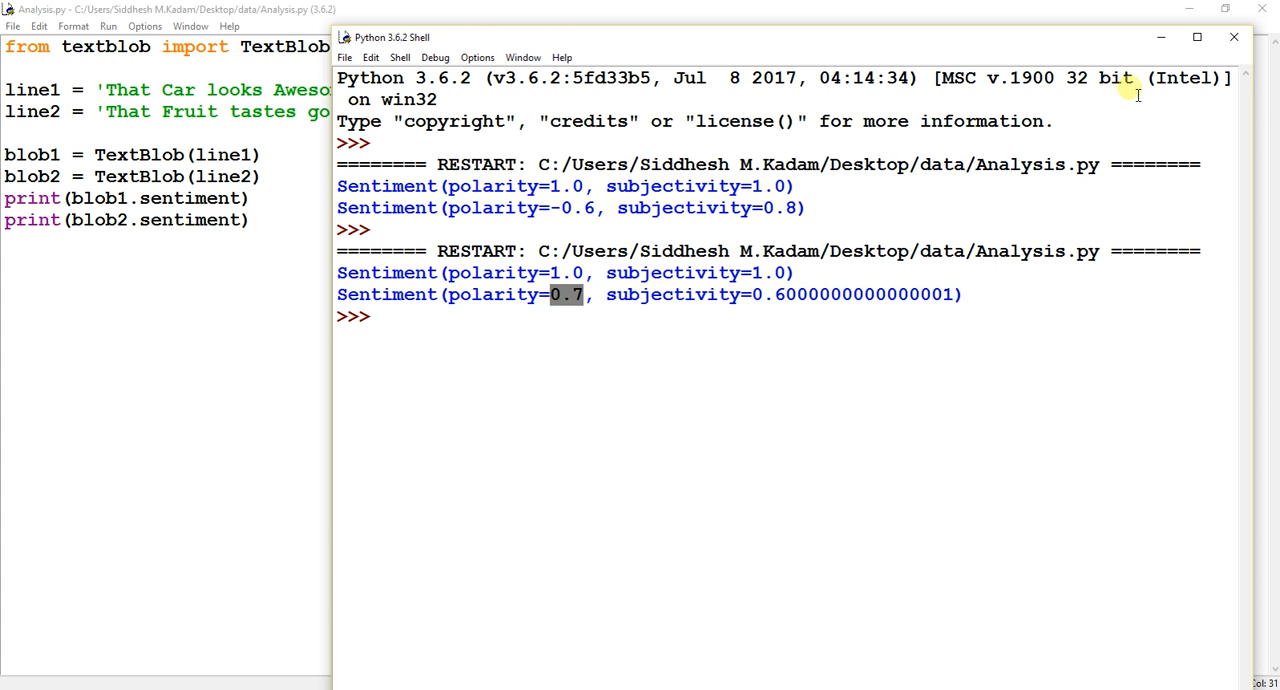 Analysis.py - C:/Users/Siddhesh M.Kadam/Desktop/data/Analysis.py (3.6.2)
File Edit Format Run Options Window Help
from textblob import TextBlob
line1 = 'That Car looks Aweso
line2 = 'That Fruit tastes go
blob1 = TextBlob(line1)
blob2 = TextBlob(line2)
print(blob1.sentiment)
print(blob2.sentiment)
Python 3.6.2 Shell
File Edit Shell Debug Options Window Help
Python 3.6.2 (v3.6.2:5fd33b5, Jul  8 2017, 04:14:34) [MSC v.1900 32 bit (Intel)]
on win32
Type "copyright", "credits" or "license()" for more information.
>>>
======== RESTART: C:/Users/Siddhesh M.Kadam/Desktop/data/Analysis.py ========
Sentiment(polarity=1.0, subjectivity=1.0)
Sentiment(polarity=-0.6, subjectivity=0.8)
>>>
======== RESTART: C:/Users/Siddhesh M.Kadam/Desktop/data/Analysis.py ========
Sentiment(polarity=1.0, subjectivity=1.0)
Sentiment(polarity=0.7, subjectivity=0.6000000000000001)
>>>
Col: 31